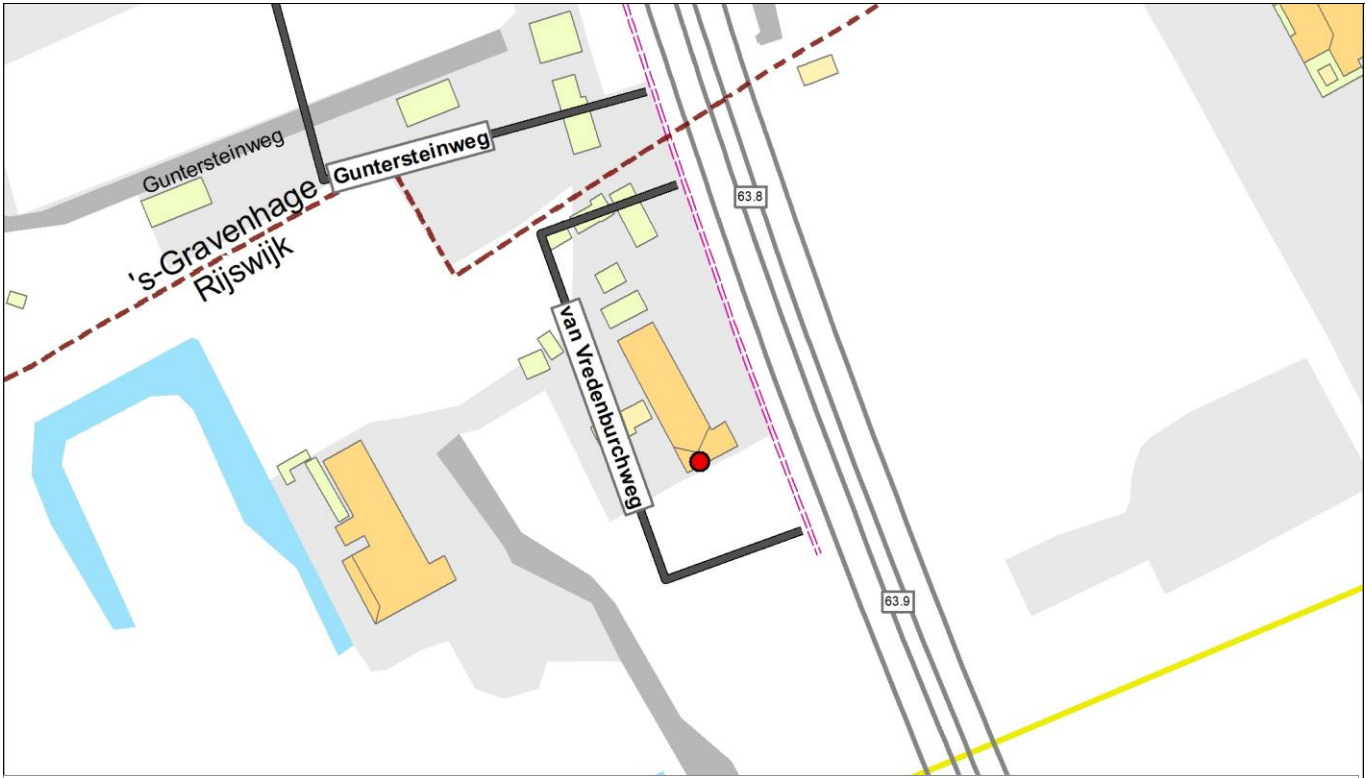 Guntersteinweg
Guntersteinweg
's-Gravenhage
Rijswijk
63.8
van Vredenburchweg
63.9